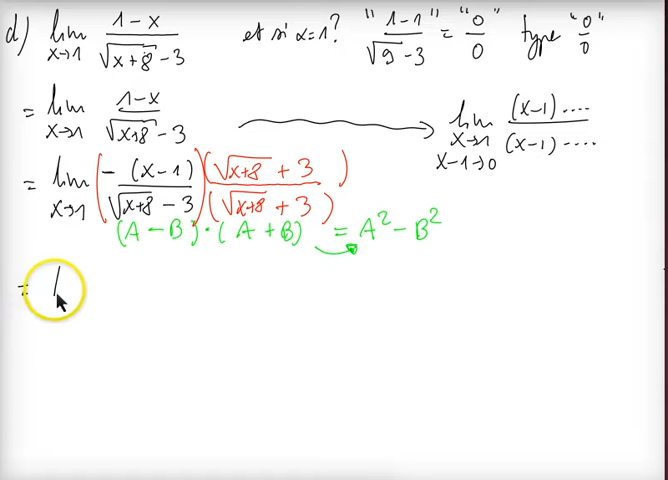 d) lim x→1 (1-x)/(√(x+8) - 3) et si x=1? "1-1"/(√9 - 3) = "0"/0 type "0"/0
= lim x→1 (1-x)/(√(x+8) - 3) → lim x→1 x-1→0 (x-1)..../(x-1)....
= lim x→1 (-(x-1)/(√(x+8) - 3)) ((√(x+8) + 3)/(√(x+8) + 3))
(A - B)·(A + B) = A² - B²
= l